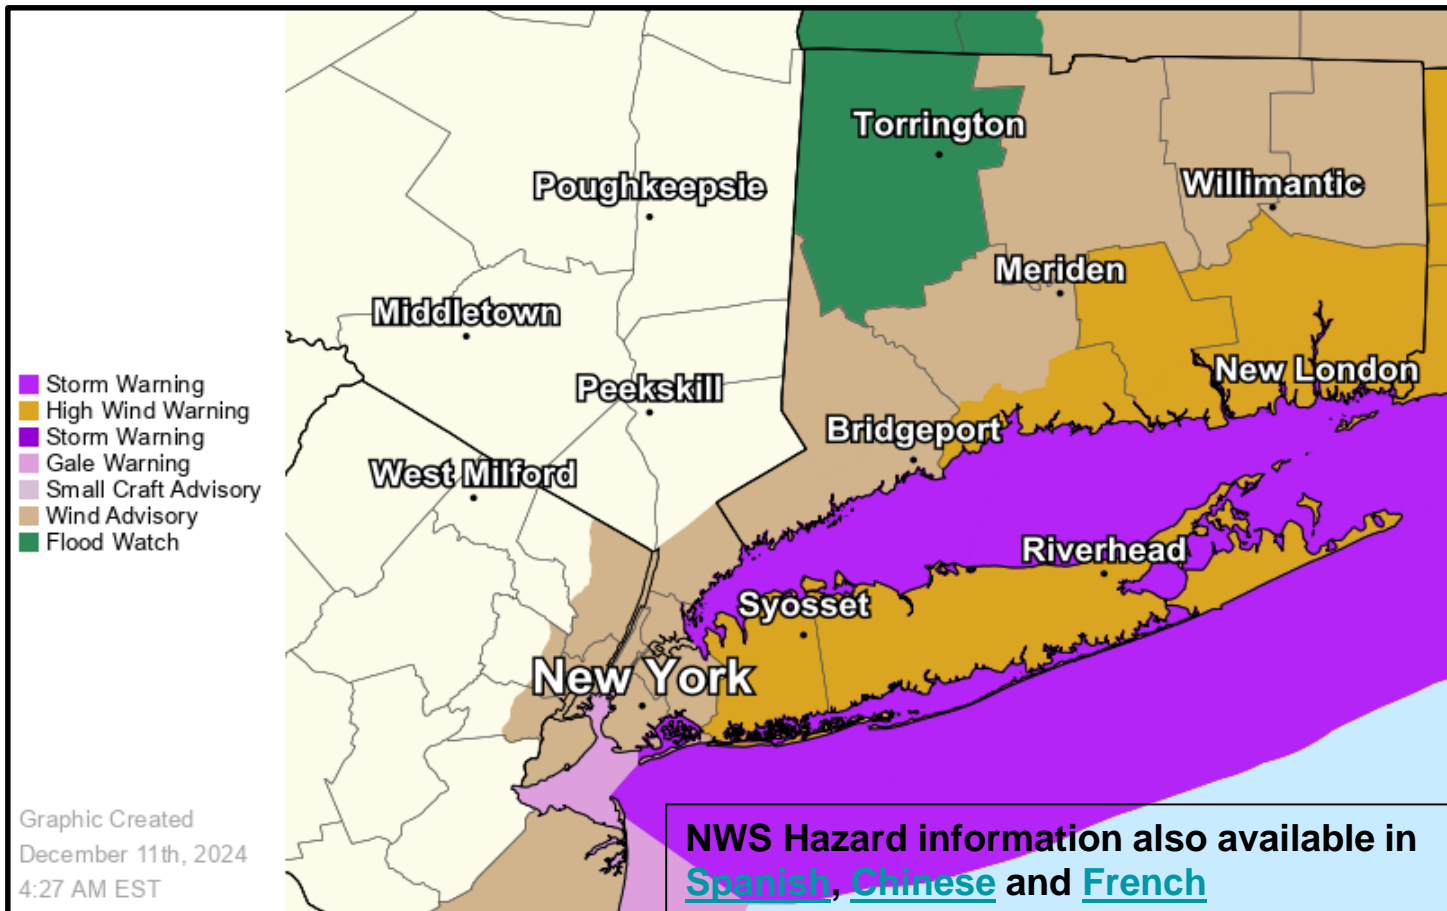 Torrington
Poughkeepsie
Willimantic
Meriden
Middletown
New London
Peekskill
Bridgeport
West Milford
Riverhead
Syosset
New York
Storm Warning
High Wind Warning
Storm Warning
Gale Warning
Small Craft Advisory
Wind Advisory
Flood Watch
Graphic Created
December 11th, 2024
4:27 AM EST
NWS Hazard information also available in
Spanish, Chinese and French